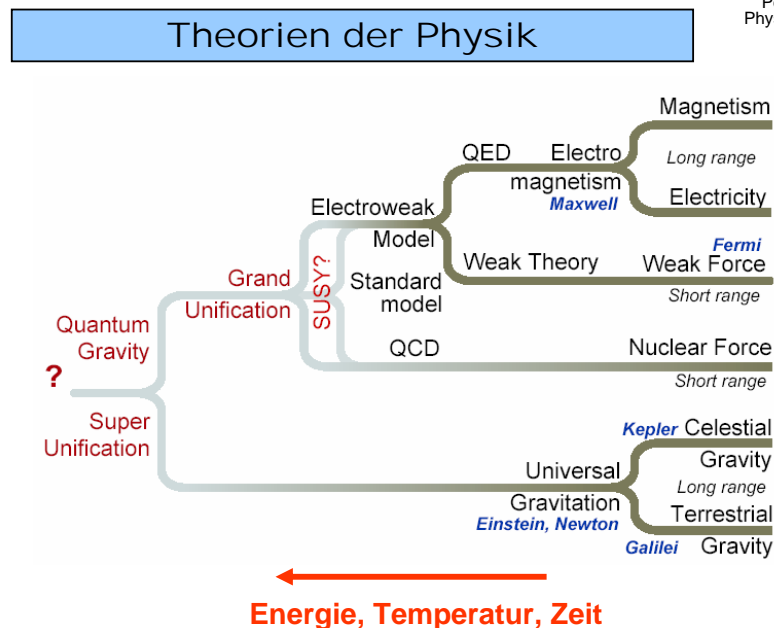 Theorien der Physik
Magnetism
QED Electro
Long range
magnetism
Maxwell
Electricity
Electroweak
Model
Fermi
Weak Theory Weak Force
Short range
Grand
Unification
SUSY?
Standard
model
Quantum
Gravity
QCD Nuclear Force
Short range
?
Super
Unification
Kepler Celestial
Gravity
Universal
Gravitation
Einstein, Newton
Long range
Terrestrial
Galilei Gravity
Energie, Temperatur, Zeit